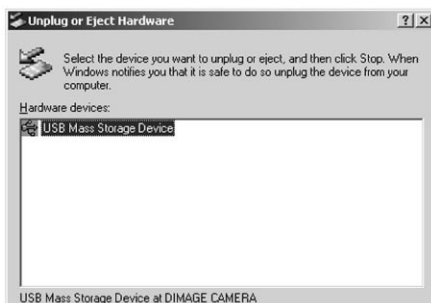 Unplug or Eject Hardware
Select the device you want to unplug or eject, and then click Stop. When
Windows notifies you that it is safe to do so unplug the device from your
computer.
Hardware devices:
USB Mass Storage Device
USB Mass Storage Device at DIMAGE CAMERA